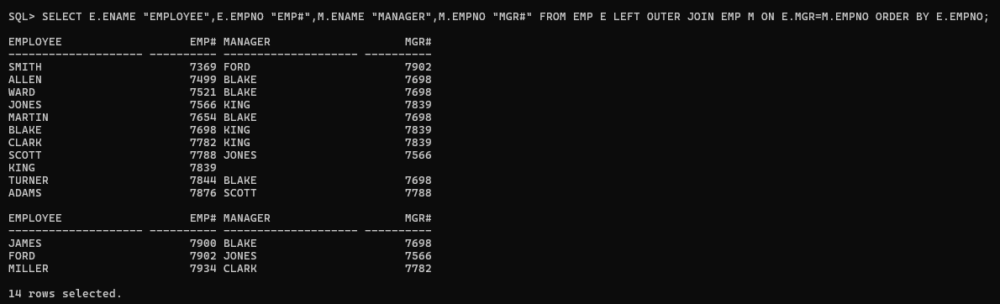 SQL> SELECT E.ENAME "EMPLOYEE",E.EMPNO "EMP#",M.ENAME "MANAGER",M.EMPNO "MGR#" FROM EMP E LEFT OUTER JOIN EMP M ON E.MGR=M.EMPNO ORDER BY E.EMPNO;
EMPLOYEE                   EMP# MANAGER                    MGR#
-------------------- ---------- -------------------- ----------
SMITH                      7369 FORD                       7902
ALLEN                      7499 BLAKE                      7698
WARD                       7521 BLAKE                      7698
JONES                      7566 KING                       7839
MARTIN                     7654 BLAKE                      7698
BLAKE                      7698 KING                       7839
CLARK                      7782 KING                       7839
SCOTT                      7788 JONES                      7566
KING                       7839
TURNER                     7844 BLAKE                      7698
ADAMS                      7876 SCOTT                      7788
EMPLOYEE                   EMP# MANAGER                    MGR#
-------------------- ---------- -------------------- ----------
JAMES                      7900 BLAKE                      7698
FORD                       7902 JONES                      7566
MILLER                     7934 CLARK                      7782
14 rows selected.